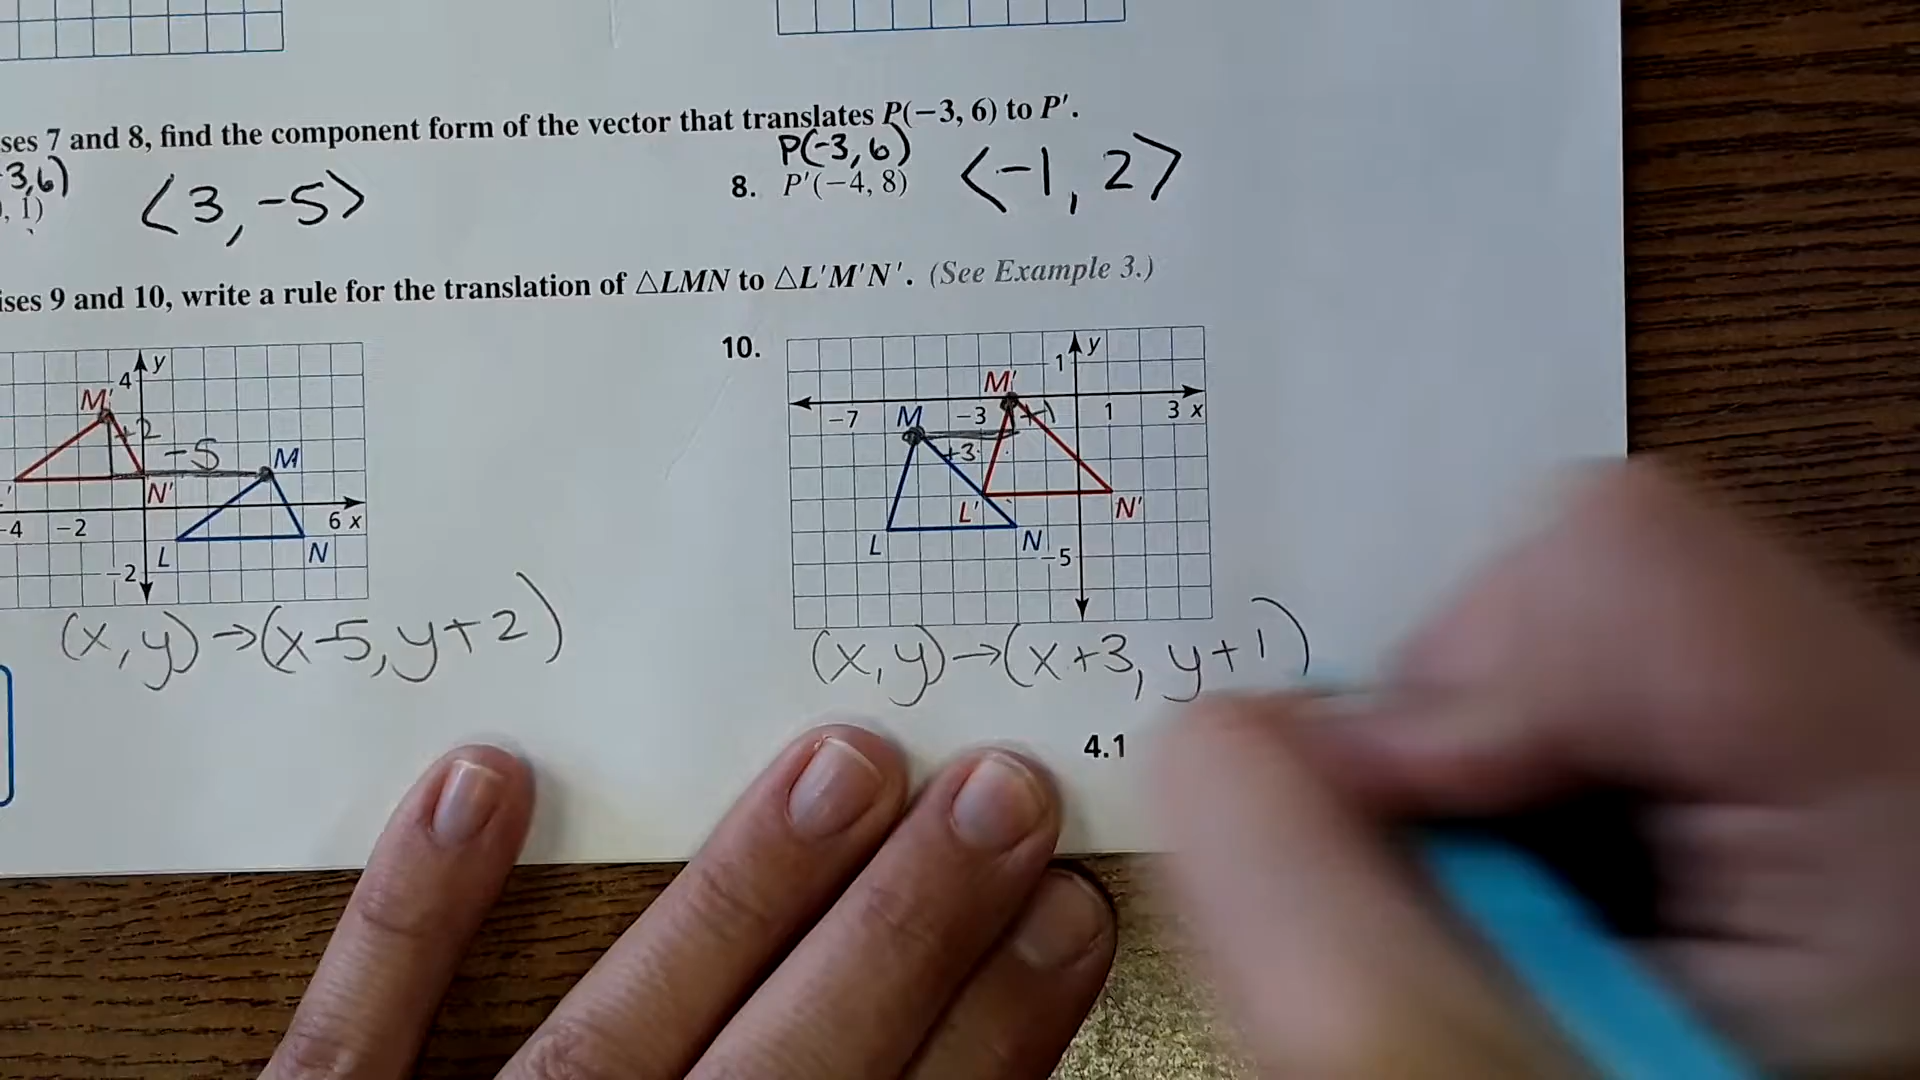 ses 7 and 8, find the component form of the vector that translates P(−3, 6) to P′.
3,6)
, 1)
⟨3, -5⟩
P(-3, 6)
8. P′(−4, 8)
⟨-1, 2⟩
ises 9 and 10, write a rule for the translation of △LMN to △L′M′N′. (See Example 3.)
y
4
M′
+2
-5
M
N′
-4
-2
6 x
L
N
-2
(x,y)→(x-5,y+2)
10.
1
y
M′
-7
M
-3
+1
1
3 x
+3
L′
N′
L
N
-5
(x,y)→(x+3, y+1)
4.1